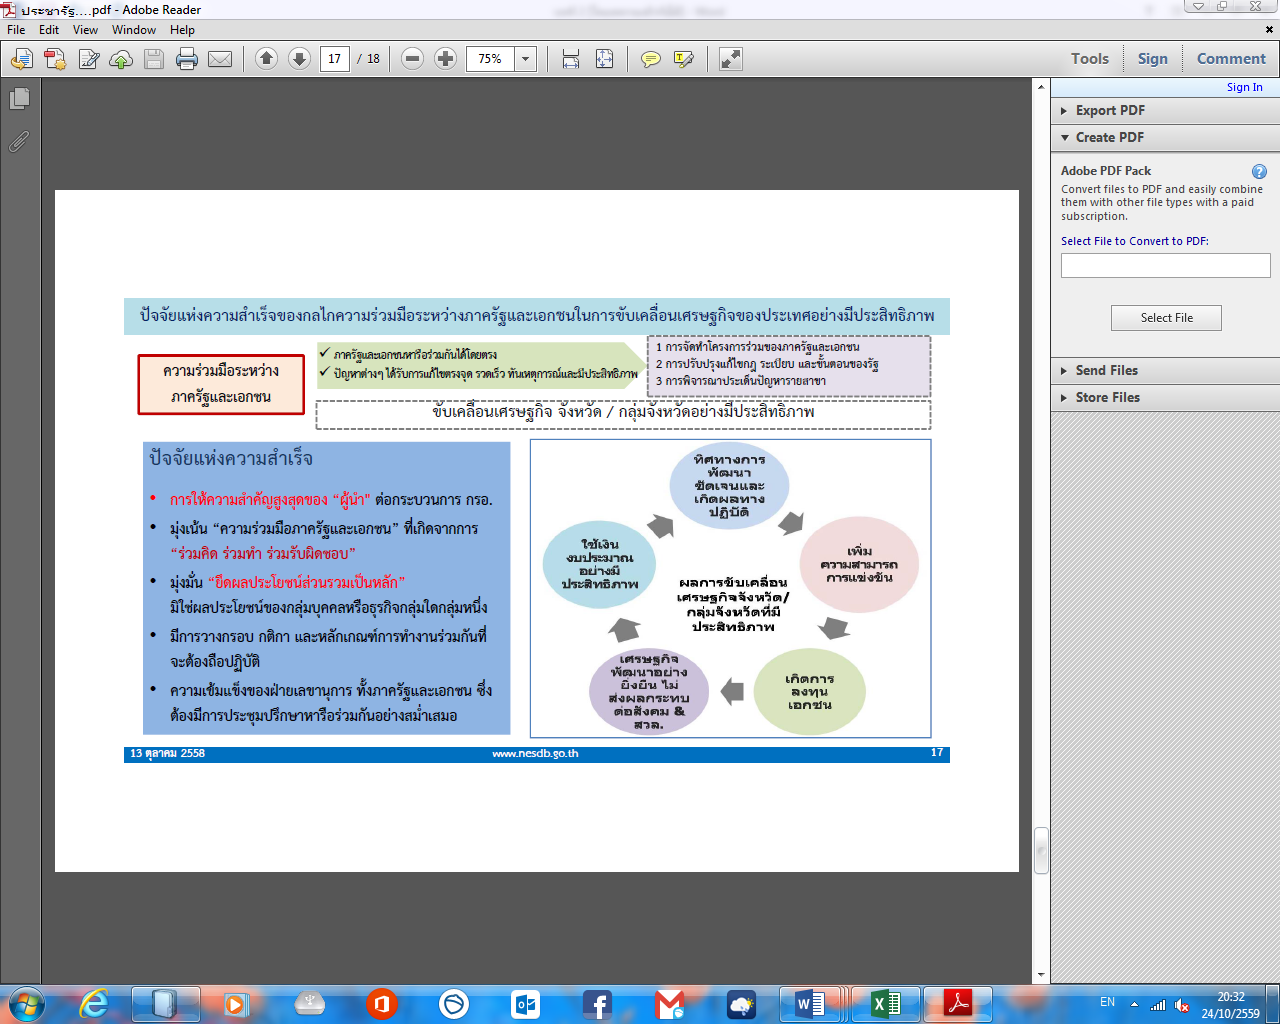 ประชารัฐ....pdf - Adobe Reader
File Edit View Window Help
17 / 18 75% Tools Sign Comment
Sign In
Export PDF
Create PDF
Adobe PDF Pack
Convert files to PDF and easily combine
them with other file types with a paid
subscription.
Select File to Convert to PDF:
Select File
Send Files
Store Files
ปัจจัยแห่งความสำเร็จของกลไกความร่วมมือระหว่างภาครัฐและเอกชนในการขับเคลื่อนเศรษฐกิจของประเทศอย่างมีประสิทธิภาพ
ความร่วมมือระหว่าง
ภาครัฐและเอกชน
✓ ภาครัฐและเอกชนหารือร่วมกันได้โดยตรง
✓ ปัญหาต่างๆ ได้รับการแก้ไขตรงจุด รวดเร็ว ทันเหตุการณ์และมีประสิทธิภาพ
1 การจัดทำโครงการร่วมของภาครัฐและเอกชน
2 การปรับปรุงแก้ไขกฎ ระเบียบ และขั้นตอนของรัฐ
3 การพิจารณาประเด็นปัญหารายสาขา
ขับเคลื่อนเศรษฐกิจ จังหวัด / กลุ่มจังหวัดอย่างมีประสิทธิภาพ
ปัจจัยแห่งความสำเร็จ
• การให้ความสำคัญสูงสุดของ “ผู้นำ" ต่อกระบวนการ กรอ.
• มุ่งเน้น “ความร่วมมือภาครัฐและเอกชน” ที่เกิดจากการ
“ร่วมคิด ร่วมทำ ร่วมรับผิดชอบ”
• มุ่งมั่น “ยึดผลประโยชน์ส่วนรวมเป็นหลัก”
มิใช่ผลประโยชน์ของกลุ่มบุคคลหรือธุรกิจกลุ่มใดกลุ่มหนึ่ง
• มีการวางกรอบ กติกา และหลักเกณฑ์การทำงานร่วมกันที่
จะต้องถือปฏิบัติ
• ความเข้มแข็งของฝ่ายเลขานุการ ทั้งภาครัฐและเอกชน ซึ่ง
ต้องมีการประชุมปรึกษาหารือร่วมกันอย่างสม่ำเสมอ
ทิศทางการ
พัฒนา
ชัดเจนและ
เกิดผลทาง
ปฏิบัติ
เพิ่ม
ความสามารถ
การแข่งขัน
เกิดการ
ลงทุน
เอกชน
เศรษฐกิจ
พัฒนาอย่าง
ยั่งยืน ไม่
ส่งผลกระทบ
ต่อสังคม &
สวล.
ใช้เงิน
งบประมาณ
อย่างมี
ประสิทธิภาพ
ผลการขับเคลื่อน
เศรษฐกิจจังหวัด/
กลุ่มจังหวัดที่มี
ประสิทธิภาพ
13 ตุลาคม 2558 www.nesdb.go.th 17
EN 20:32
24/10/2559